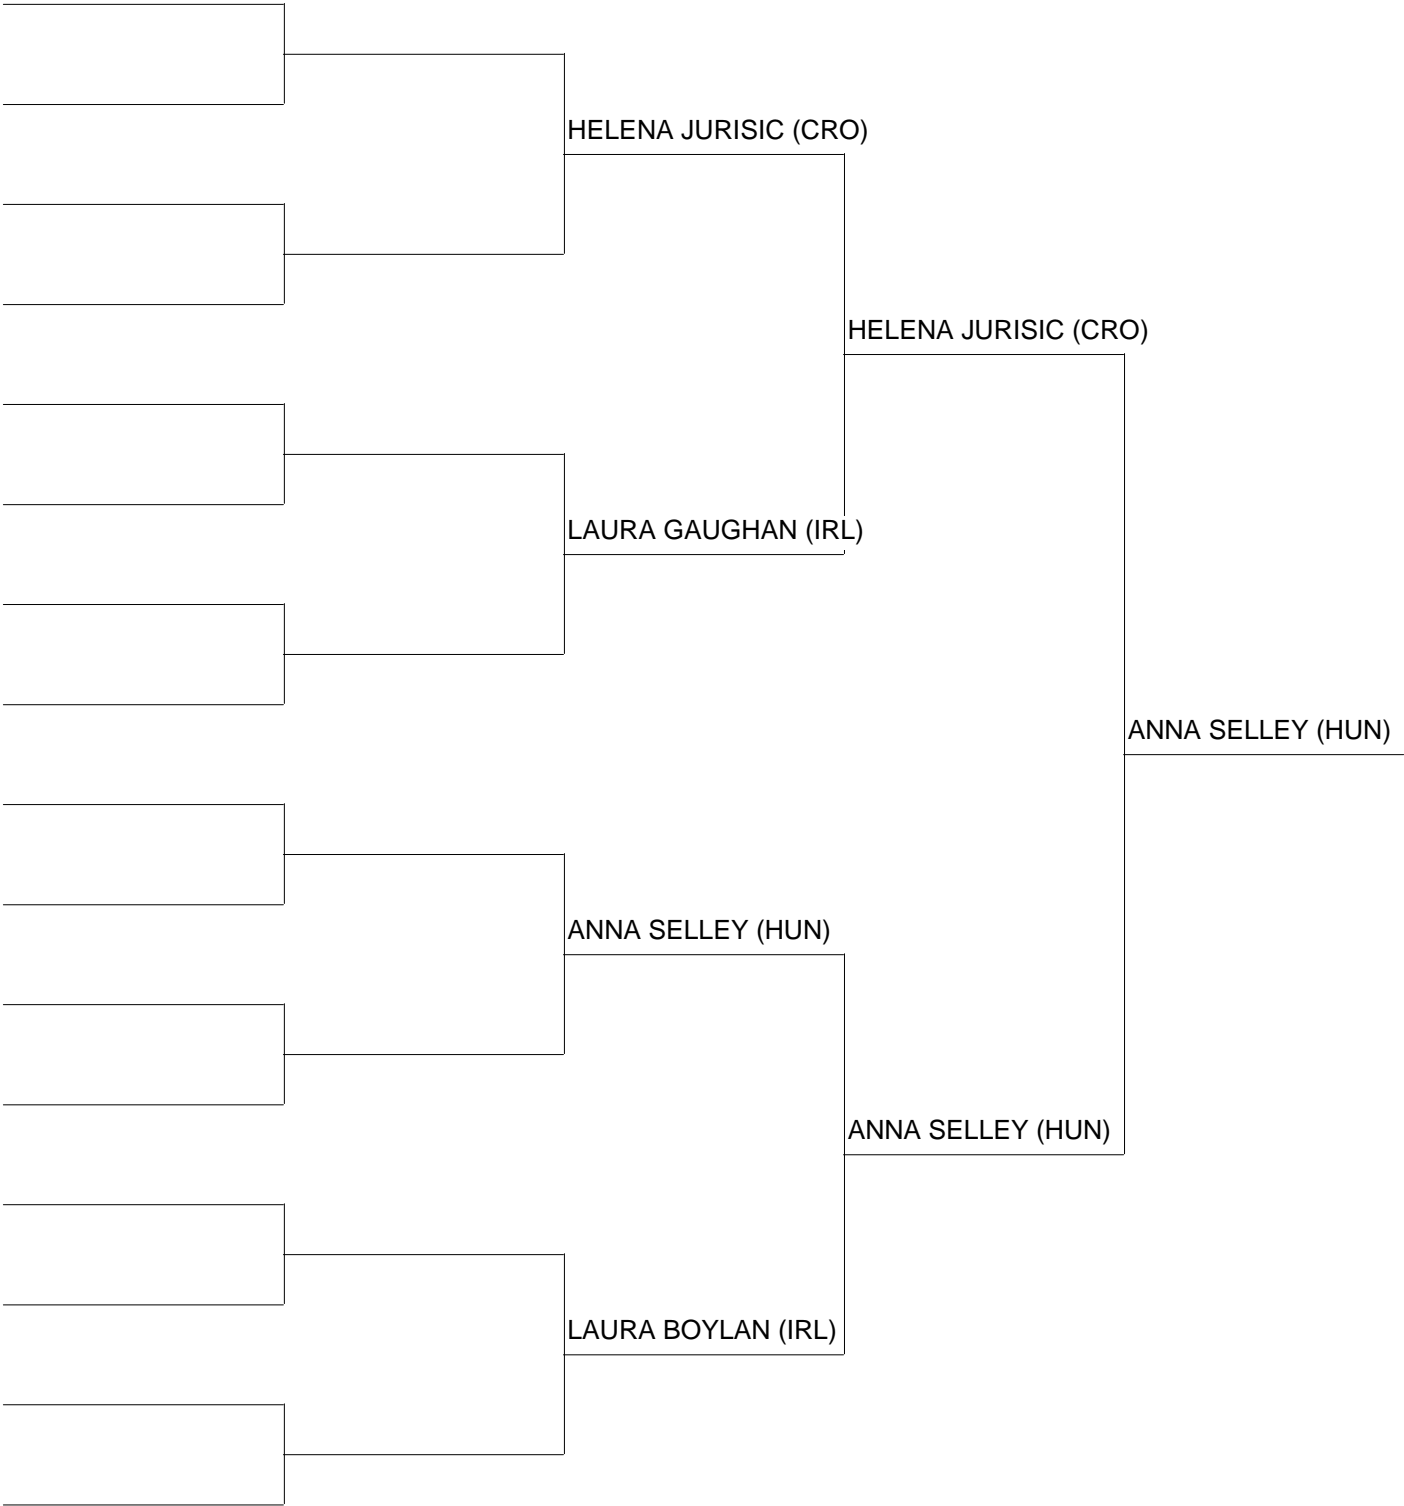 HELENA JURISIC (CRO)
HELENA JURISIC (CRO)
LAURA GAUGHAN (IRL)
ANNA SELLEY (HUN)
ANNA SELLEY (HUN)
ANNA SELLEY (HUN)
LAURA BOYLAN (IRL)